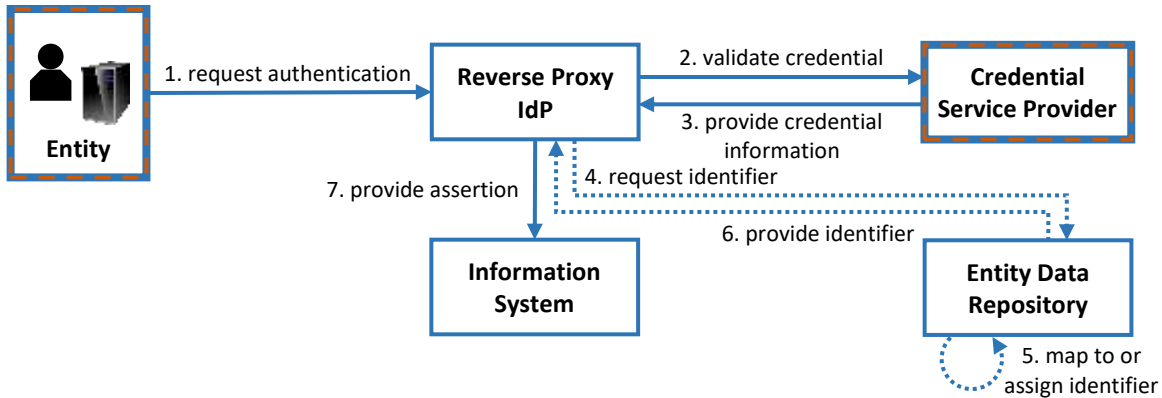 Entity
1. request authentication
Reverse Proxy
IdP
2. validate credential
Credential
Service Provider
3. provide credential
information
4. request identifier
7. provide assertion
6. provide identifier
Information
System
Entity Data
Repository
5. map to or
assign identifier